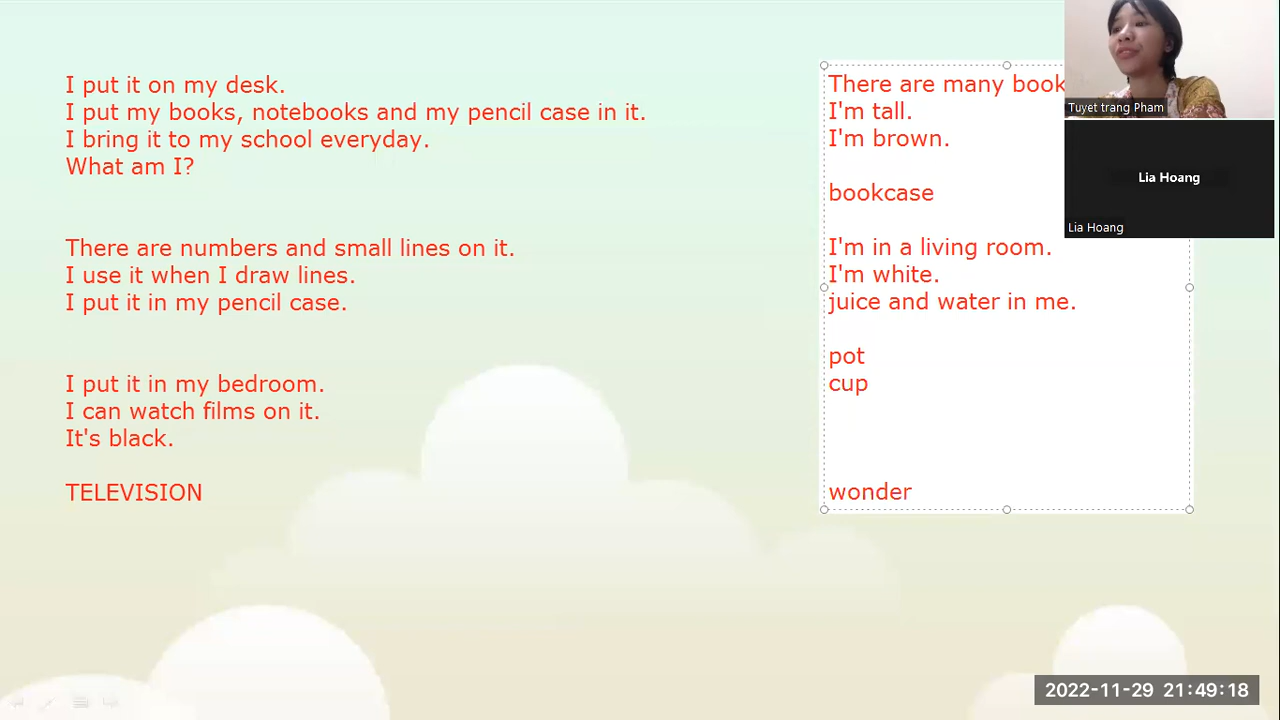 I put it on my desk.
I put my books, notebooks and my pencil case in it.
I bring it to my school everyday.
What am I?
There are numbers and small lines on it.
I use it when I draw lines.
I put it in my pencil case.
I put it in my bedroom.
I can watch films on it.
It's black.
TELEVISION
There are many book
I'm tall.
I'm brown.
bookcase
I'm in a living room.
I'm white.
juice and water in me.
pot
cup
wonder
Tuyet trang Pham
Lia Hoang
Lia Hoang
2022-11-29 21:49:18